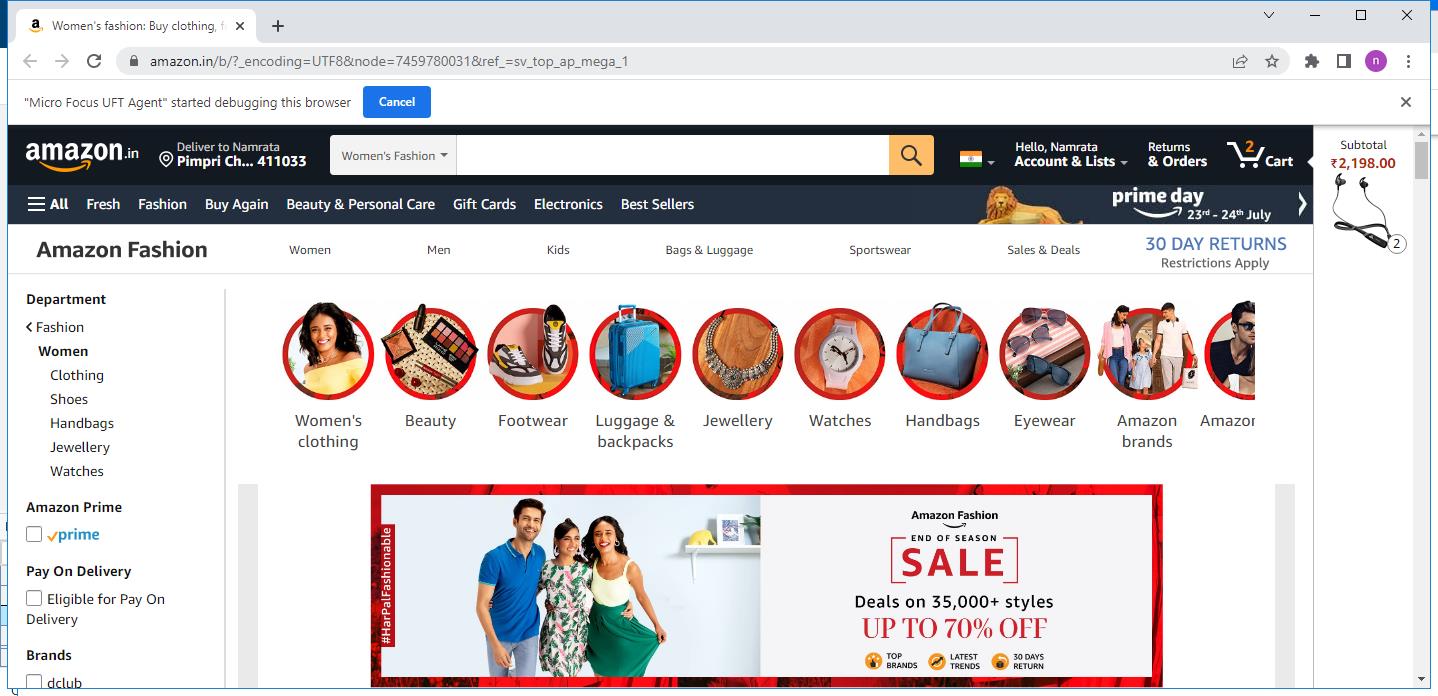 Women's fashion: Buy clothing, f
amazon.in/b/?_encoding=UTF8&node=7459780031&ref_=sv_top_ap_mega_1
n
"Micro Focus UFT Agent" started debugging this browser
Cancel
amazon.in
Deliver to Namrata
Pimpri Ch... 411033
Women's Fashion
Hello, Namrata
Account & Lists
Returns
& Orders
2
Cart
Subtotal
₹2,198.00
2
All
Fresh
Fashion
Buy Again
Beauty & Personal Care
Gift Cards
Electronics
Best Sellers
prime day
23rd - 24th July
Amazon Fashion
Women
Men
Kids
Bags & Luggage
Sportswear
Sales & Deals
30 DAY RETURNS
Restrictions Apply
Department
Fashion
Women
Clothing
Shoes
Handbags
Jewellery
Watches
Amazon Prime
prime
Pay On Delivery
Eligible for Pay On
Delivery
Brands
dclub
Women's
clothing
Beauty
Footwear
Luggage &
backpacks
Jewellery
Watches
Handbags
Eyewear
Amazon
brands
Amazon
#HarPalFashionable
Amazon Fashion
END OF SEASON
SALE
Deals on 35,000+ styles
UP TO 70% OFF
TOP
BRANDS
LATEST
TRENDS
30 DAYS
RETURN